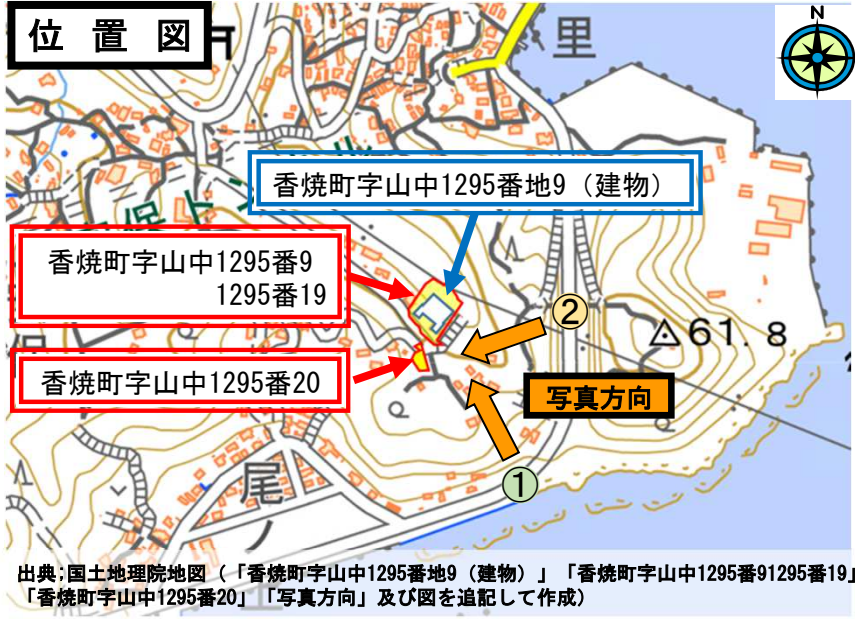 位置図
N
里
香焼町字山中1295番地9（建物）
香焼町字山中1295番9
1295番19
②
61.8
香焼町字山中1295番20
写真方向
①
尾
ノ
出典;国土地理院地図（「香焼町字山中1295番地9（建物）」「香焼町字山中1295番91295番19」
「香焼町字山中1295番20」「写真方向」及び図を追記して作成）